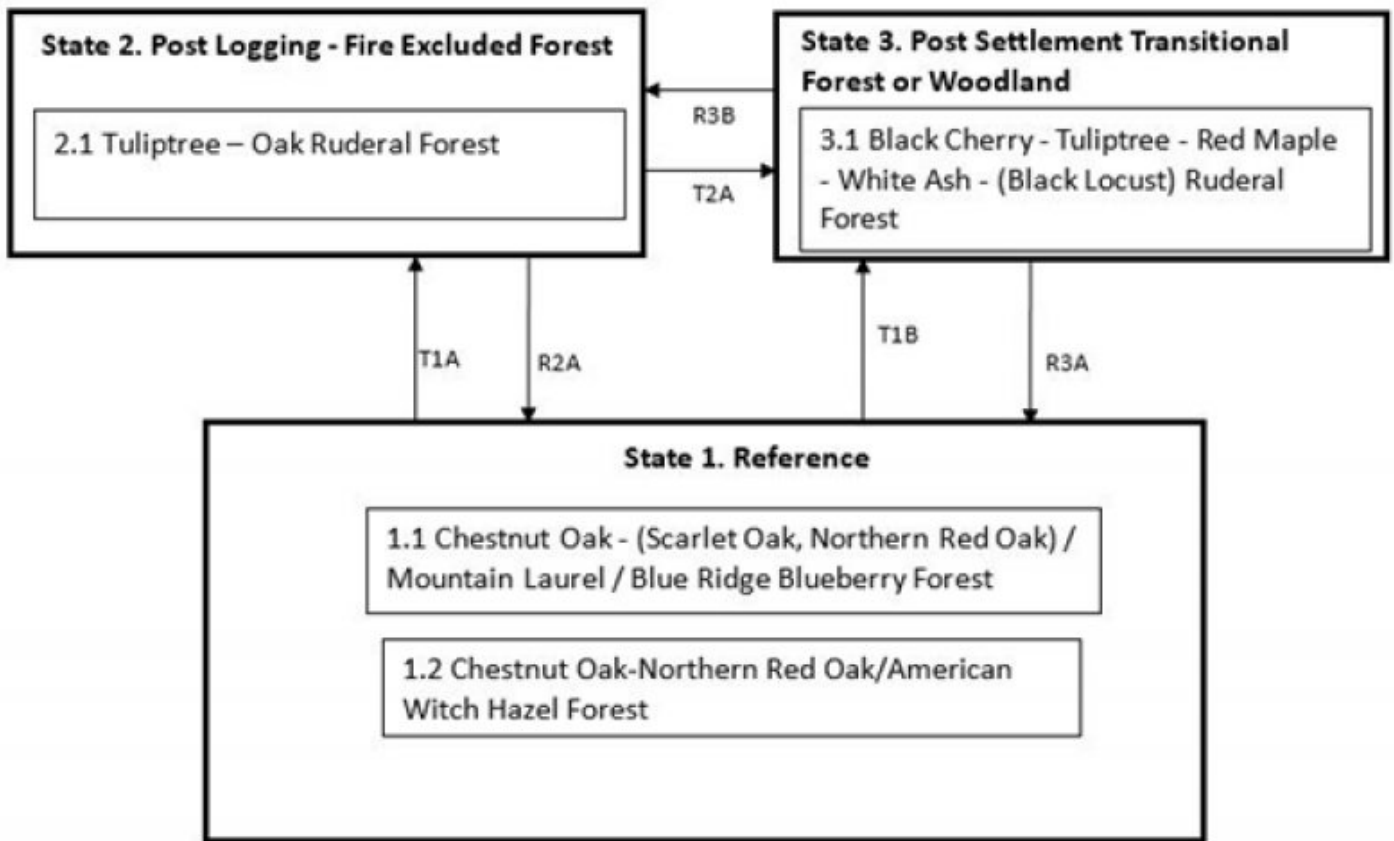 State 2. Post Logging - Fire Excluded Forest
2.1 Tuliptree – Oak Ruderal Forest
State 3. Post Settlement Transitional
Forest or Woodland
3.1 Black Cherry - Tuliptree - Red Maple
- White Ash - (Black Locust) Ruderal
Forest
R3B
T2A
T1A
R2A
T1B
R3A
State 1. Reference
1.1 Chestnut Oak - (Scarlet Oak, Northern Red Oak) /
Mountain Laurel / Blue Ridge Blueberry Forest
1.2 Chestnut Oak-Northern Red Oak/American
Witch Hazel Forest